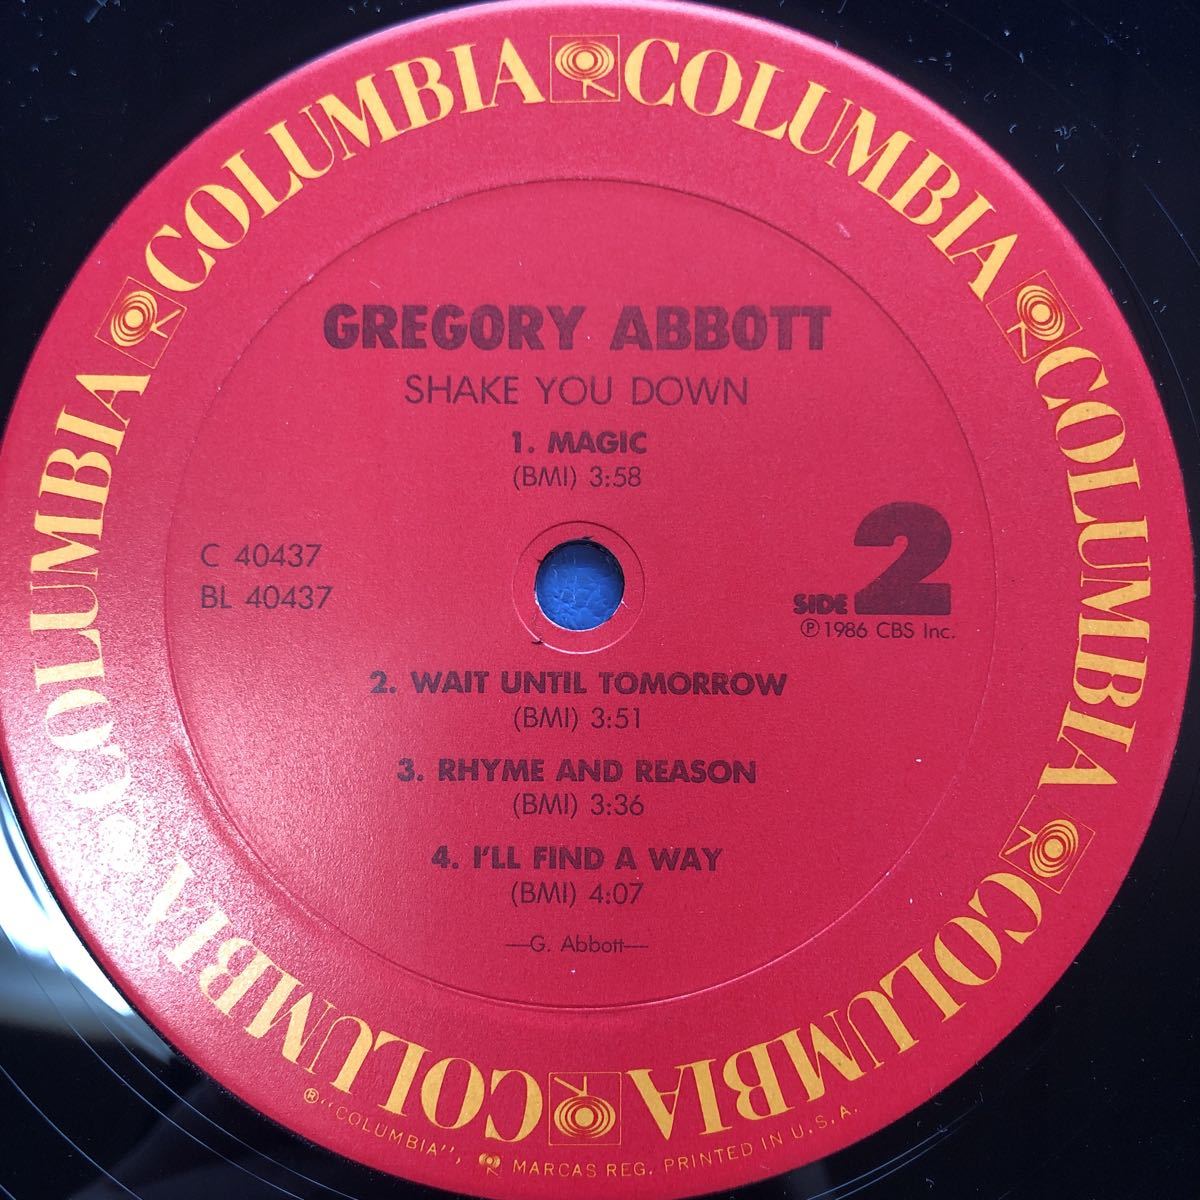 COLUMBIA COLUMBIA COLUMBIA COLUMBIA COLUMBIA COLUMBIA
GREGORY ABBOTT
SHAKE YOU DOWN
1. MAGIC
(BMI) 3:58
C 40437
BL 40437
SIDE 2
℗ 1986 CBS Inc.
2. WAIT UNTIL TOMORROW
(BMI) 3:51
3. RHYME AND REASON
(BMI) 3:36
4. I'LL FIND A WAY
(BMI) 4:07
—G. Abbott—
®"COLUMBIA", MARCAS REG. PRINTED IN U.S.A.